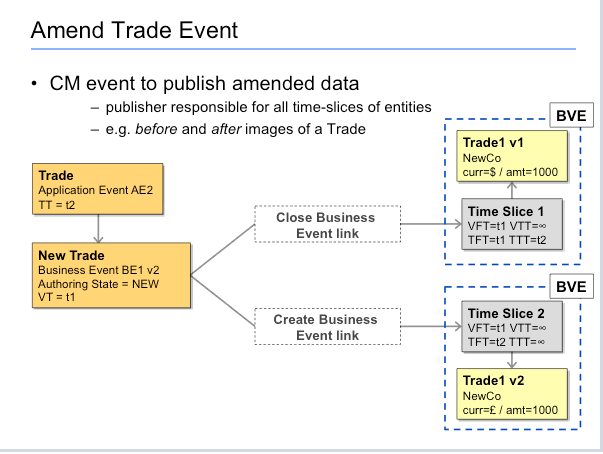 Amend Trade Event
• CM event to publish amended data
– publisher responsible for all time-slices of entities
– e.g. before and after images of a Trade
BVE
Trade1 v1
NewCo
curr=$ / amt=1000
Trade
Application Event AE2
TT = t2
Time Slice 1
VFT=t1 VTT=∞
TFT=t1 TTT=t2
Close Business
Event link
New Trade
Business Event BE1 v2
Authoring State = NEW
VT = t1
BVE
Time Slice 2
VFT=t1 VTT=∞
TFT=t2 TTT=∞
Create Business
Event link
Trade1 v2
NewCo
curr=£ / amt=1000